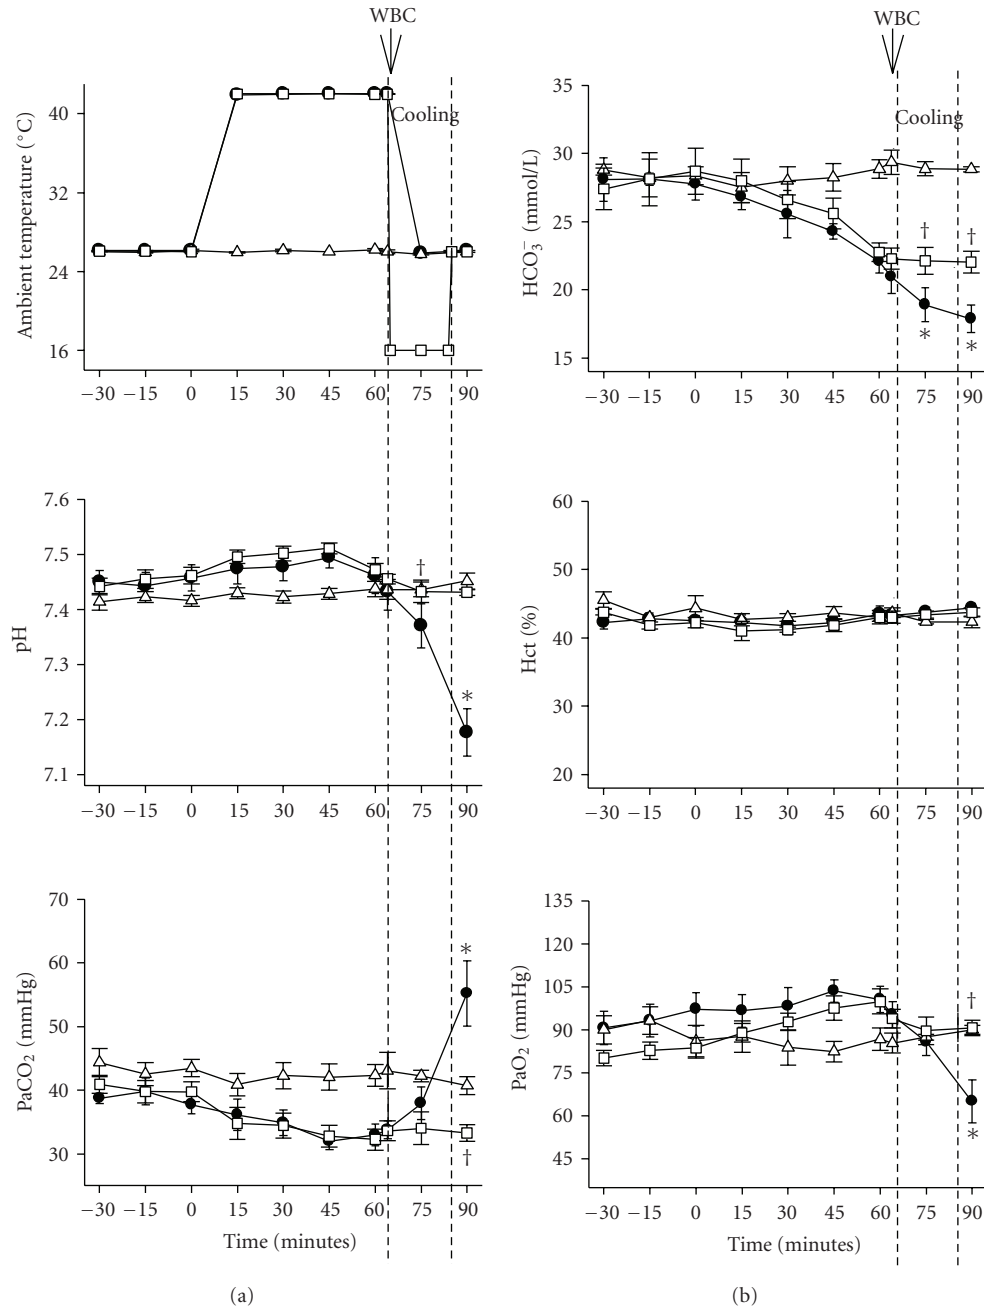 WBC
Cooling
Ambient temperature (°C)
40
32
24
16
−30 −15 0 15 30 45 60 75 90
pH
7.6
7.5
7.4
7.3
7.2
7.1
†
*
−30 −15 0 15 30 45 60 75 90
PaCO₂ (mmHg)
70
60
50
40
30
*
†
−30 −15 0 15 30 45 60 75 90
Time (minutes)
(a)
WBC
Cooling
HCO₃⁻ (mmol/L)
35
30
25
20
15
† †
* *
−30 −15 0 15 30 45 60 75 90
Hct (%)
60
50
40
30
20
−30 −15 0 15 30 45 60 75 90
PaO₂ (mmHg)
135
120
105
90
75
60
45
†
*
−30 −15 0 15 30 45 60 75 90
Time (minutes)
(b)